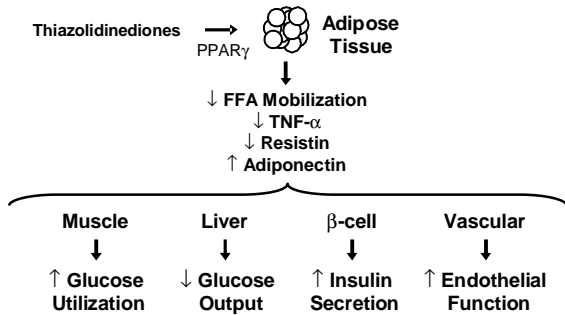 Thiazolidinediones
PPARγ
Adipose
Tissue
↓ FFA Mobilization
↓ TNF-α
↓ Resistin
↑ Adiponectin
Muscle
↑ Glucose
Utilization
Liver
↓ Glucose
Output
β-cell
↑ Insulin
Secretion
Vascular
↑ Endothelial
Function